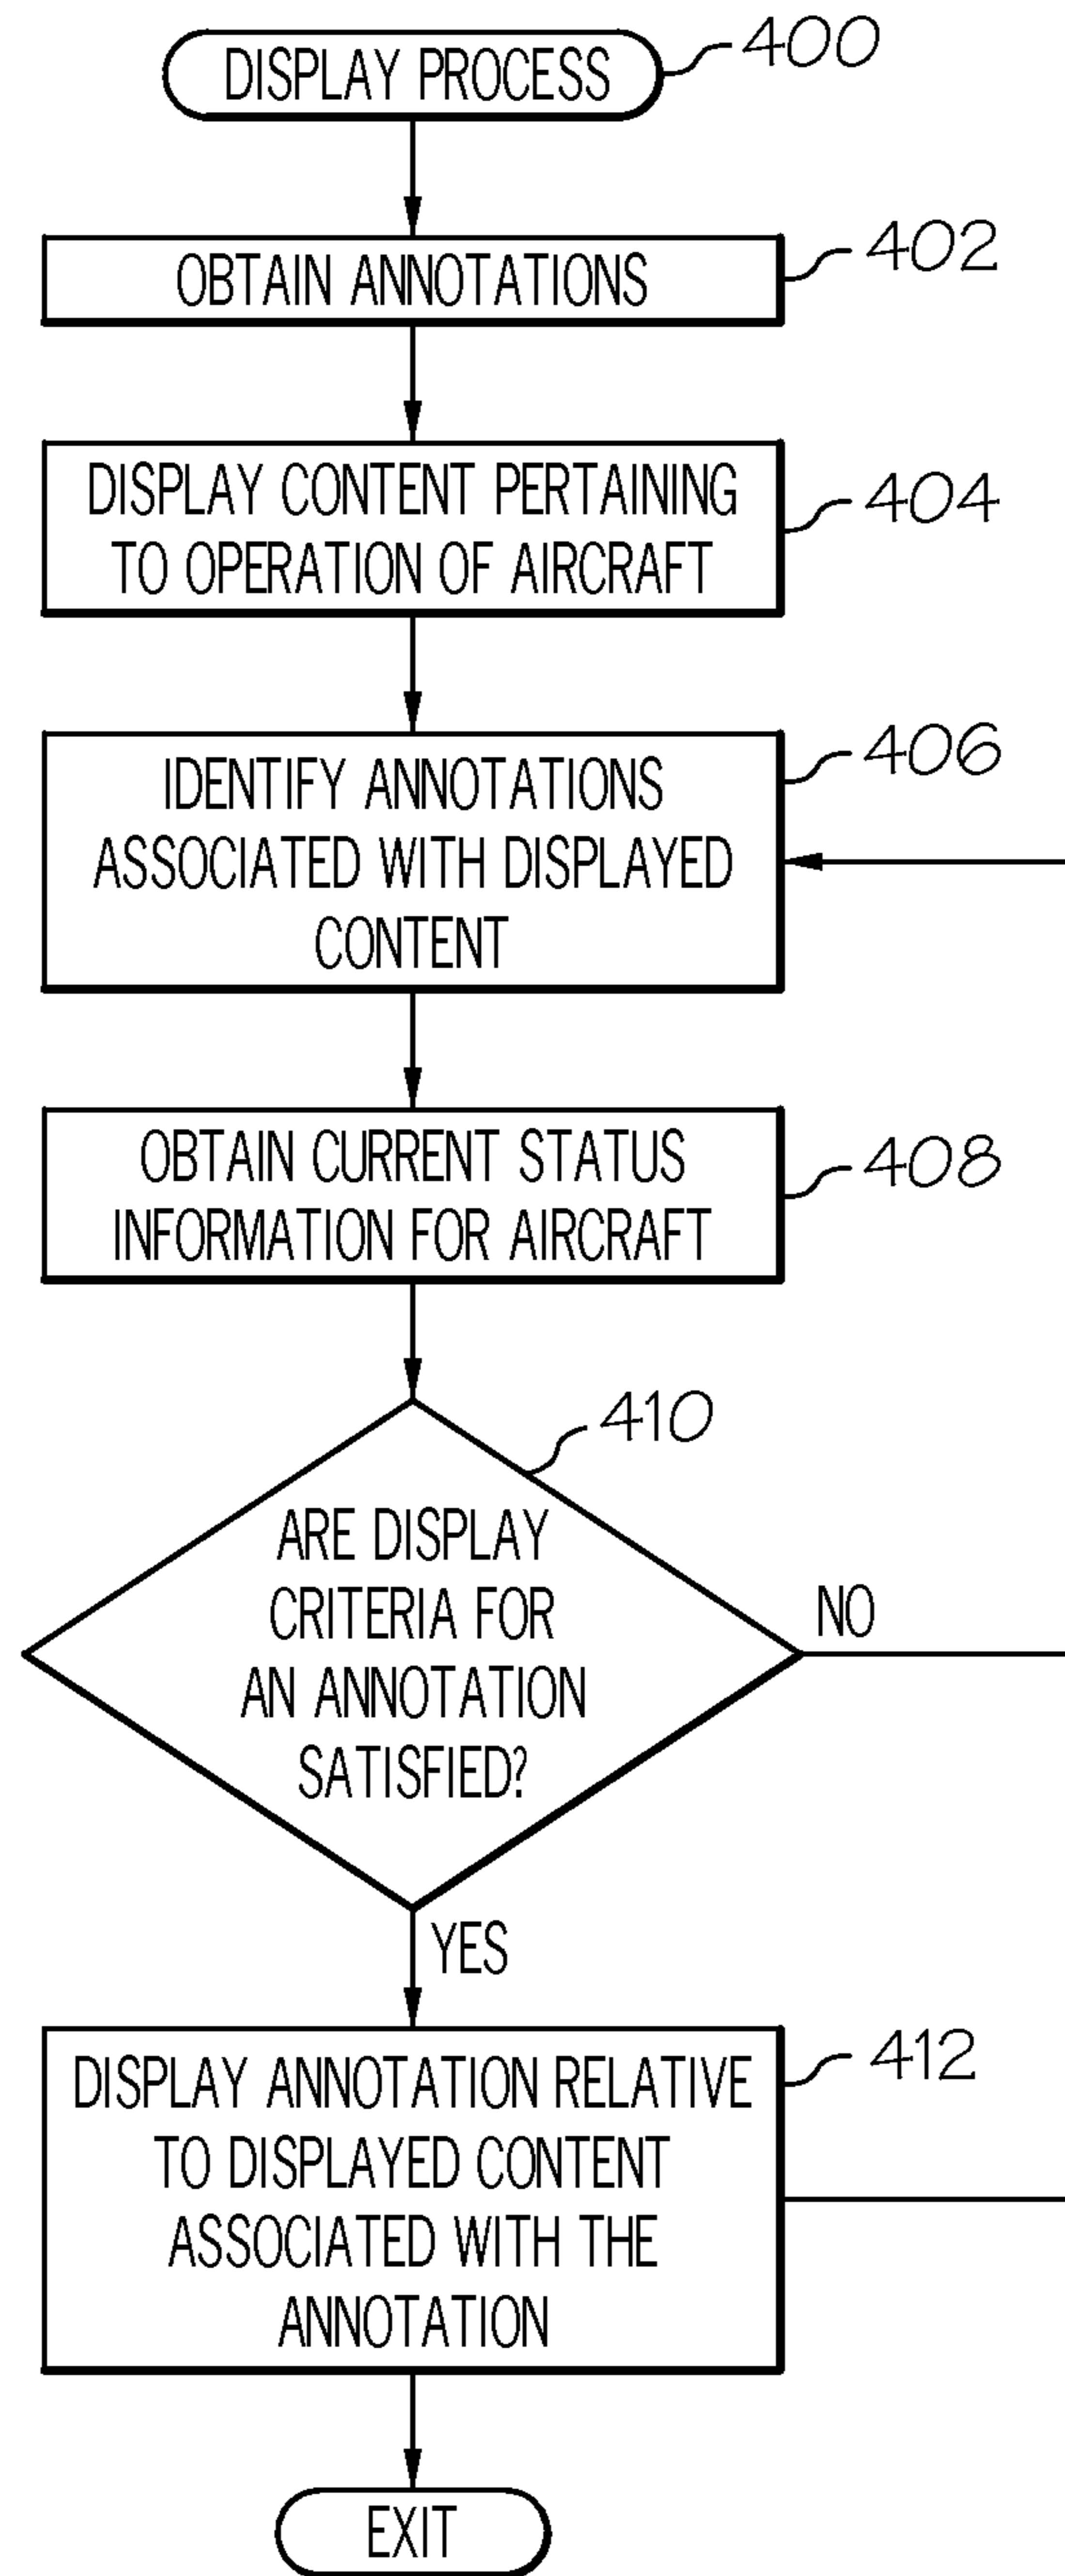 DISPLAY PROCESS
400
OBTAIN ANNOTATIONS
402
DISPLAY CONTENT PERTAINING
TO OPERATION OF AIRCRAFT
404
IDENTIFY ANNOTATIONS
ASSOCIATED WITH DISPLAYED
CONTENT
406
OBTAIN CURRENT STATUS
INFORMATION FOR AIRCRAFT
408
410
ARE DISPLAY
CRITERIA FOR
AN ANNOTATION
SATISFIED?
NO
YES
DISPLAY ANNOTATION RELATIVE
TO DISPLAYED CONTENT
ASSOCIATED WITH THE
ANNOTATION
412
EXIT